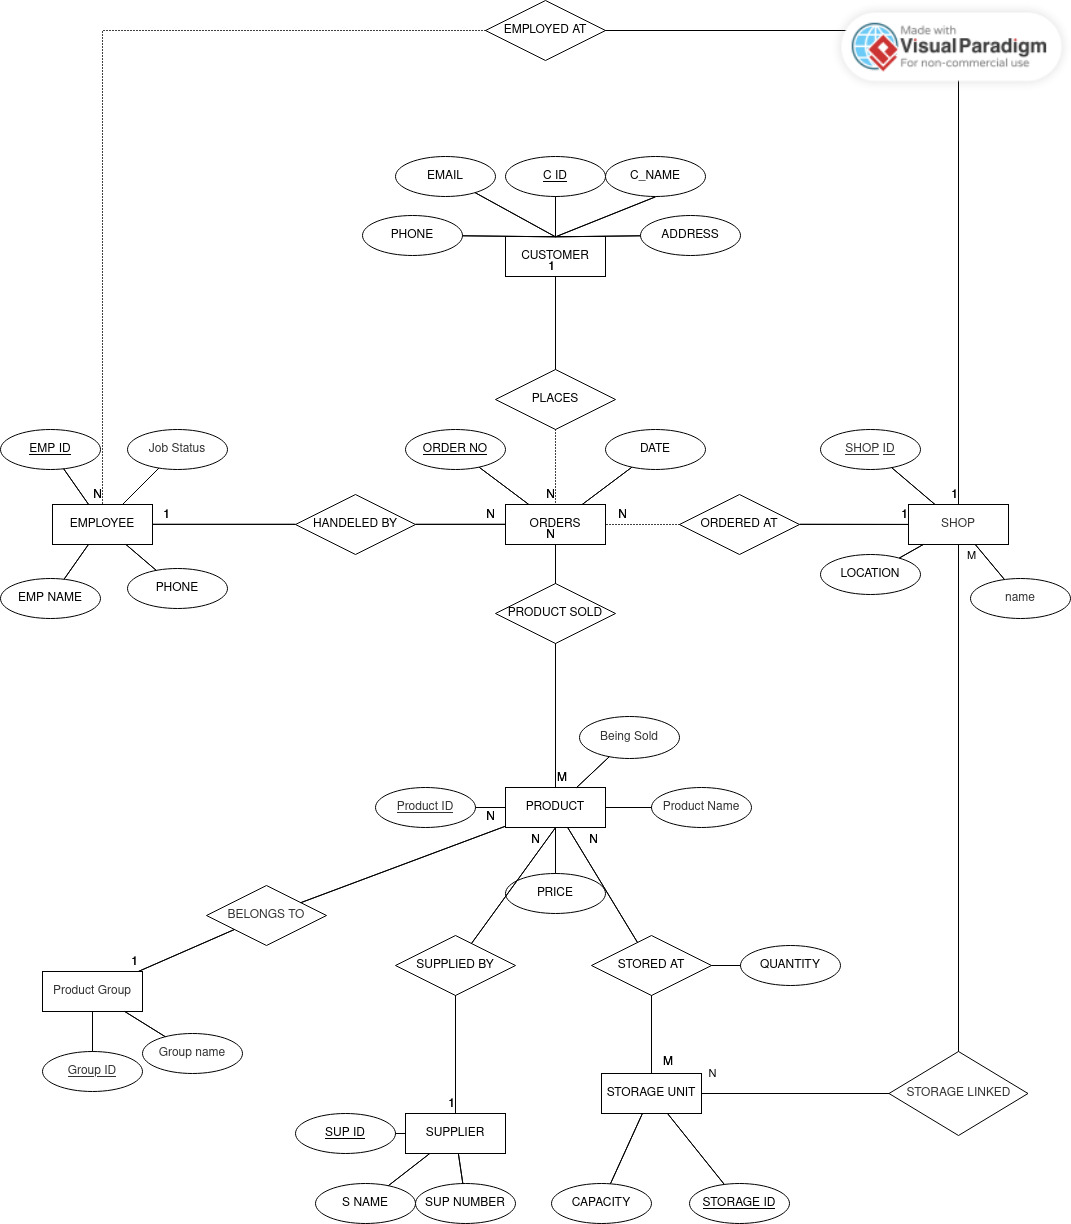 EMPLOYED AT
Made with
Visual Paradigm
For non-commercial use
EMAIL
C ID
C_NAME
PHONE
ADDRESS
CUSTOMER
1
PLACES
EMP ID
Job Status
ORDER NO
DATE
SHOP ID
N
N
1
EMPLOYEE
1
HANDELED BY
N
ORDERS
N
N
ORDERED AT
1
SHOP
M
EMP NAME
PHONE
LOCATION
name
PRODUCT SOLD
Being Sold
M
Product ID
PRODUCT
Product Name
N
N
N
PRICE
BELONGS TO
1
SUPPLIED BY
STORED AT
QUANTITY
Product Group
Group name
Group ID
M
N
STORAGE UNIT
STORAGE LINKED
1
SUP ID
SUPPLIER
S NAME
SUP NUMBER
CAPACITY
STORAGE ID